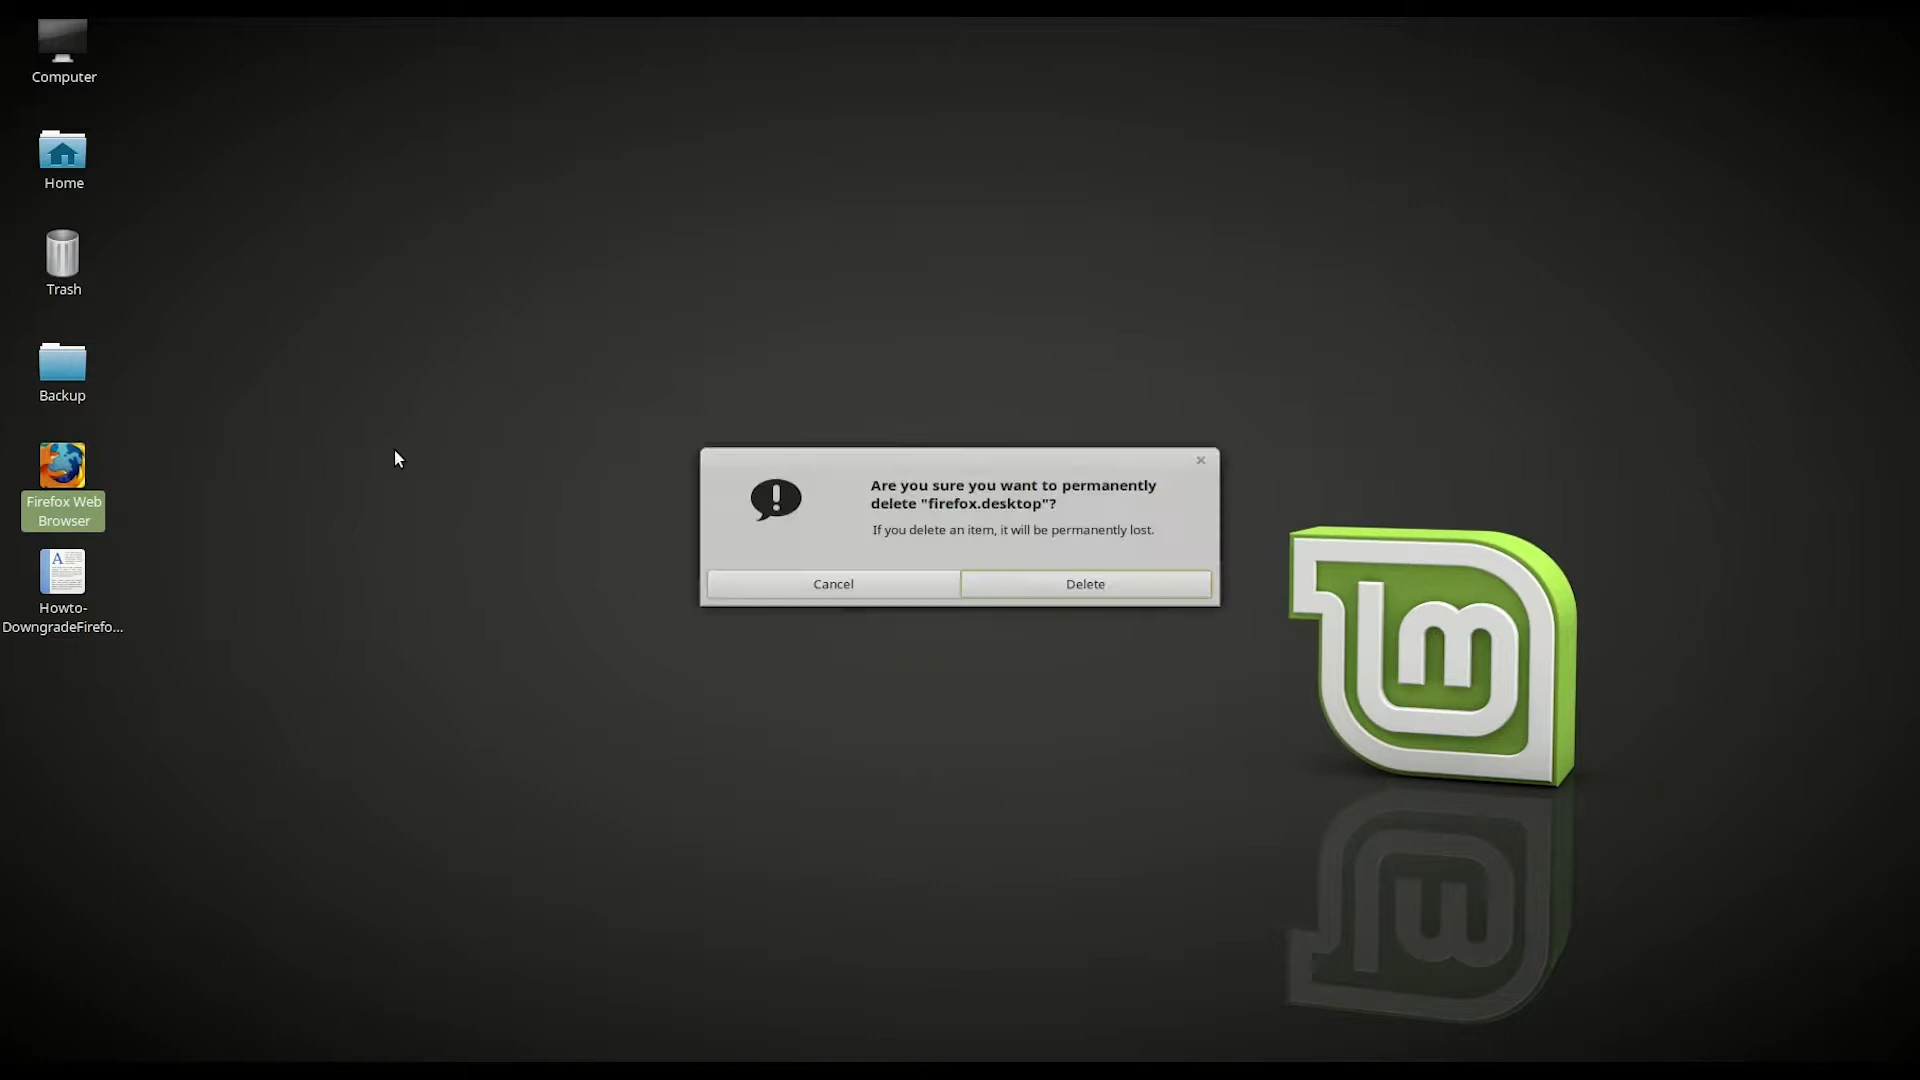 Computer
Home
Trash
Backup
Firefox Web
Browser
Howto-
DowngradeFirefo...
Are you sure you want to permanently
delete "firefox.desktop"?
If you delete an item, it will be permanently lost.
Cancel
Delete